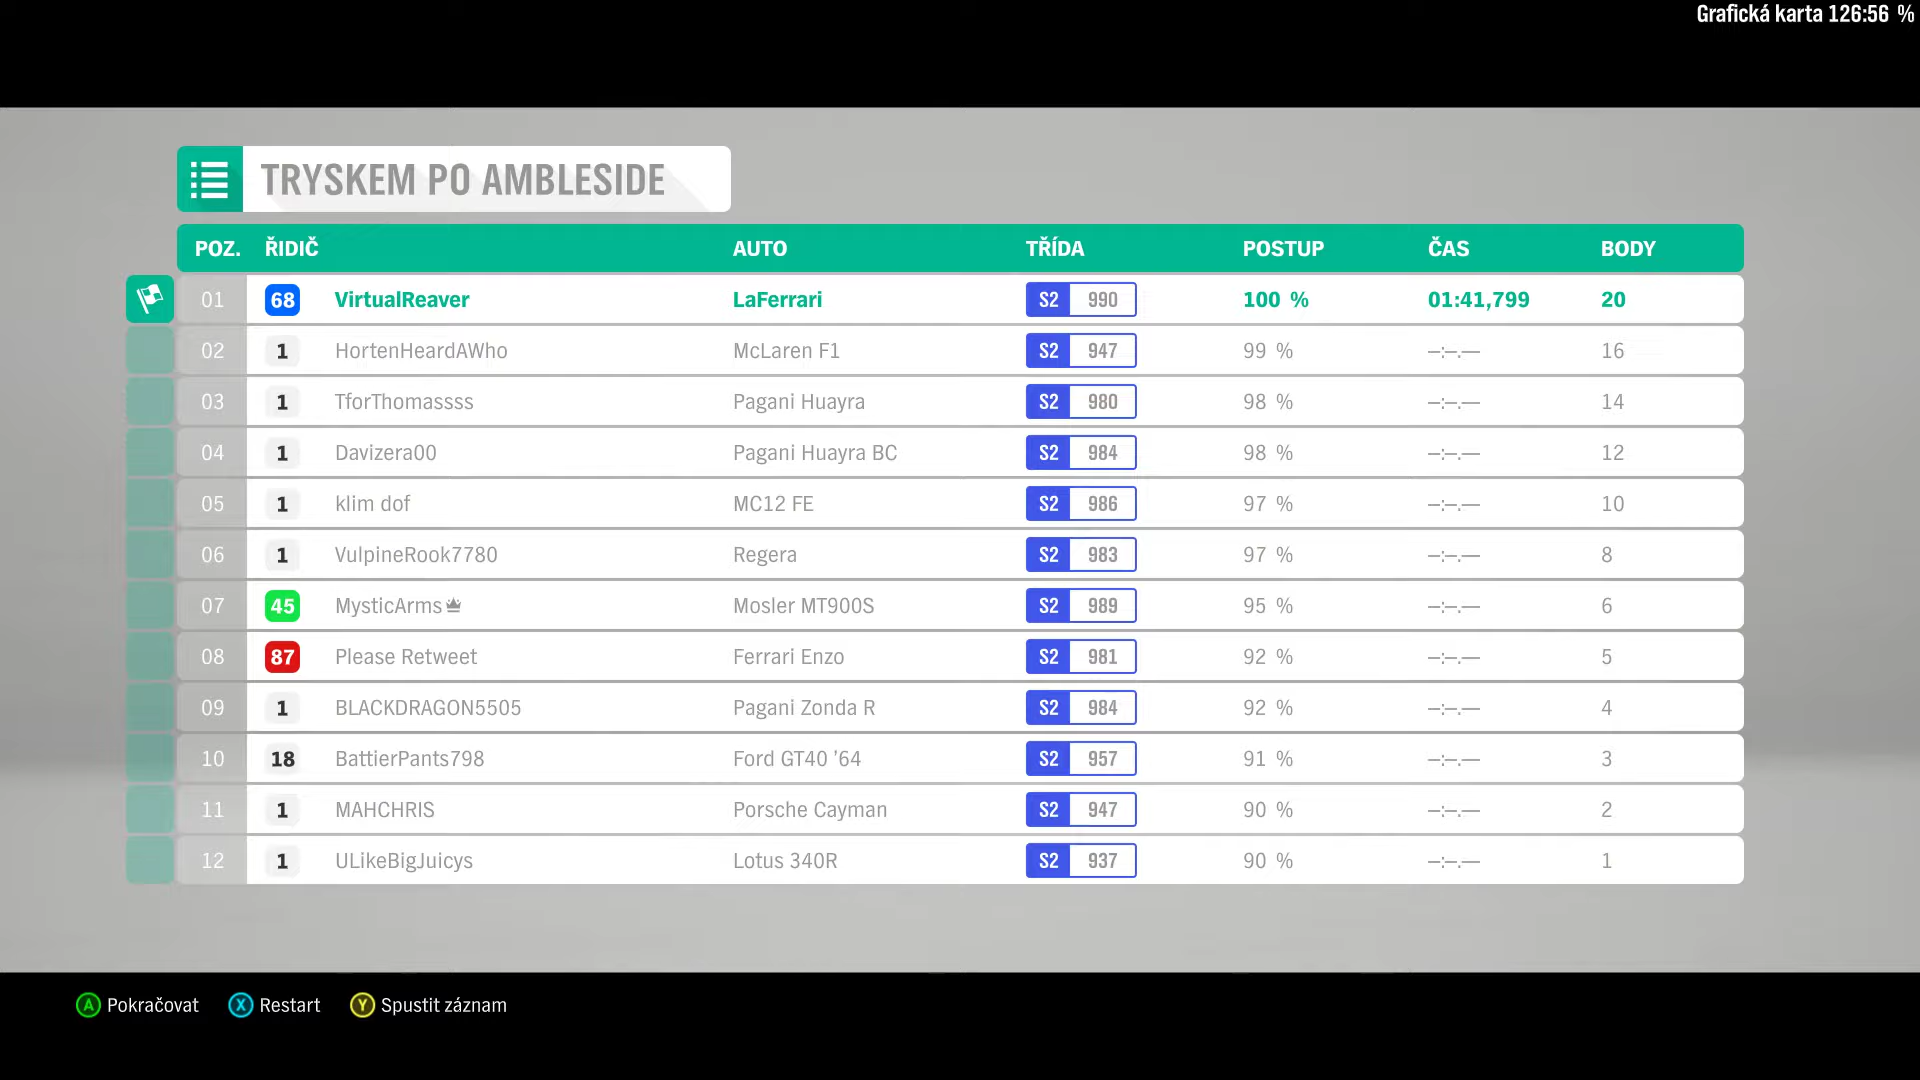 Grafická karta 126:56 %
TRYSKEM PO AMBLESIDE
POZ. ŘIDIČ AUTO TŘÍDA POSTUP ČAS BODY
01 68 VirtualReaver LaFerrari S2 990 100 % 01:41,799 20
02 1 HortenHeardAWho McLaren F1 S2 947 99 % –:–.— 16
03 1 TforThomassss Pagani Huayra S2 980 98 % –:–.— 14
04 1 Davizera00 Pagani Huayra BC S2 984 98 % –:–.— 12
05 1 klim dof MC12 FE S2 986 97 % –:–.— 10
06 1 VulpineRook7780 Regera S2 983 97 % –:–.— 8
07 45 MysticArms Mosler MT900S S2 989 95 % –:–.— 6
08 87 Please Retweet Ferrari Enzo S2 981 92 % –:–.— 5
09 1 BLACKDRAGON5505 Pagani Zonda R S2 984 92 % –:–.— 4
10 18 BattierPants798 Ford GT40 '64 S2 957 91 % –:–.— 3
11 1 MAHCHRIS Porsche Cayman S2 947 90 % –:–.— 2
12 1 ULikeBigJuicys Lotus 340R S2 937 90 % –:–.— 1
A Pokračovat X Restart Y Spustit záznam